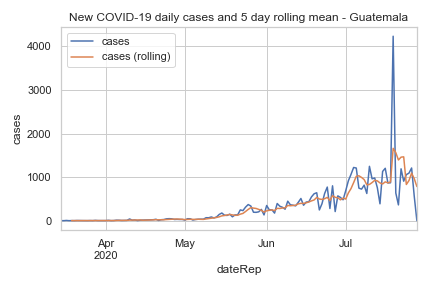 New COVID-19 daily cases and 5 day rolling mean - Guatemala
cases
cases (rolling)
4000
3000
2000
1000
0
cases
Apr
2020
May
Jun
Jul
dateRep